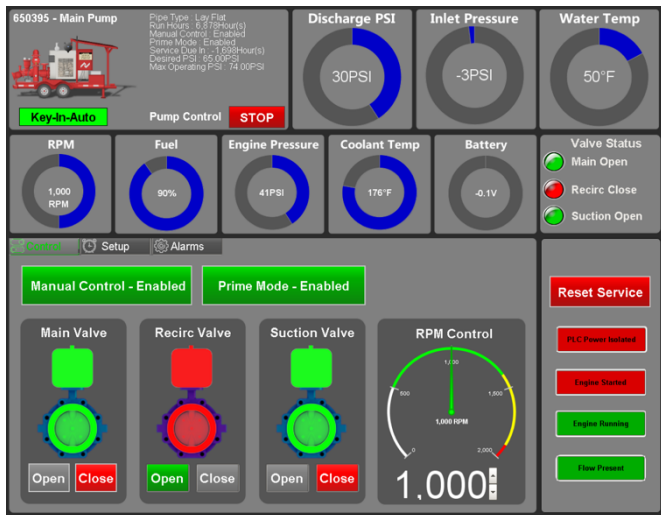 650395 - Main Pump
Pipe Type : Lay Flat
Run Hours : 6,878Hour(s)
Manual Control : Enabled
Prime Mode : Enabled
Service Due In : -1,698Hour(s)
Desired PSI : 65.00PSI
Max Operating PSI : 74.00PSI
Key-In-Auto
Pump Control
STOP
Discharge PSI
30PSI
Inlet Pressure
-3PSI
Water Temp
50°F
RPM
1,000
RPM
Fuel
90%
Engine Pressure
41PSI
Coolant Temp
176°F
Battery
-0.1V
Valve Status
Main Open
Recirc Close
Suction Open
Setup
Alarms
Manual Control - Enabled
Prime Mode - Enabled
Main Valve
Open
Close
Recirc Valve
Open
Close
Suction Valve
Open
Close
RPM Control
0
500
1,000
1,500
2,000
1,000 RPM
1,000
Reset Service
PLC Power Isolated
Engine Started
Engine Running
Flow Present